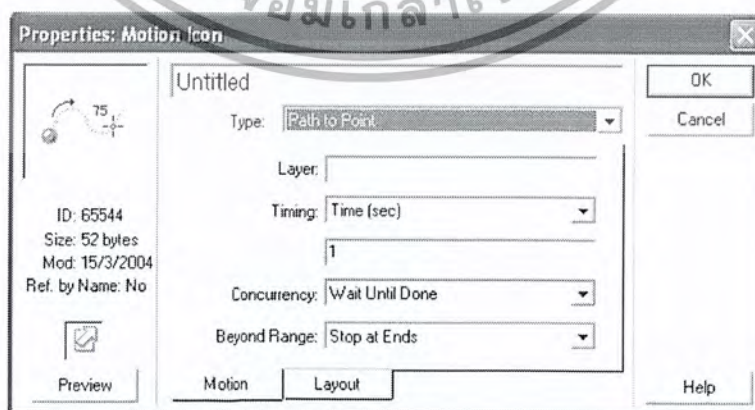 Properties: Motion Icon
Untitled
OK
Type: Path to Point
Cancel
75
Layer:
ID: 65544
Size: 52 bytes
Mod: 15/3/2004
Ref. by Name: No
Timing: Time (sec)
1
Concurrency: Wait Until Done
Beyond Range: Stop at Ends
Preview
Motion
Layout
Help